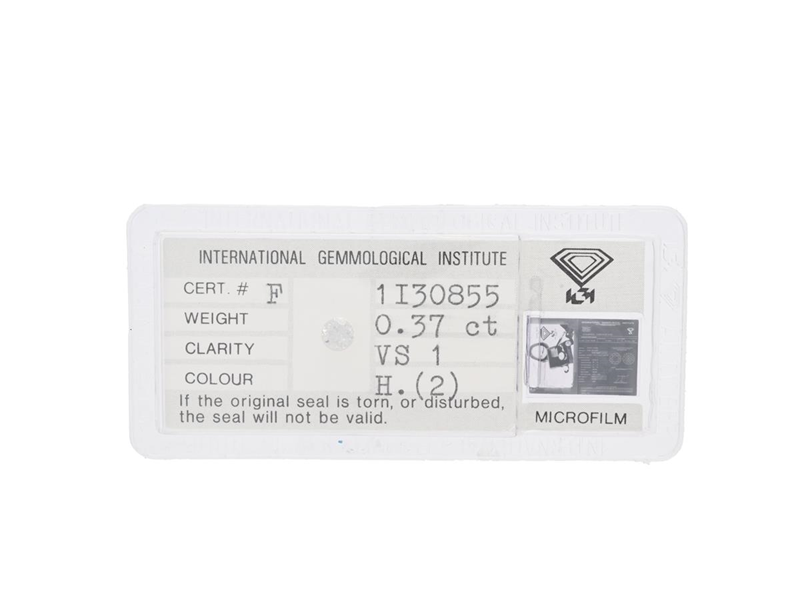 INTERNATIONAL GEMMOLOGICAL INSTITUTE
CERT. # F 1I30855
WEIGHT 0.37 ct
CLARITY VS 1
COLOUR H.(2)
If the original seal is torn, or disturbed,
the seal will not be valid.
MICROFILM